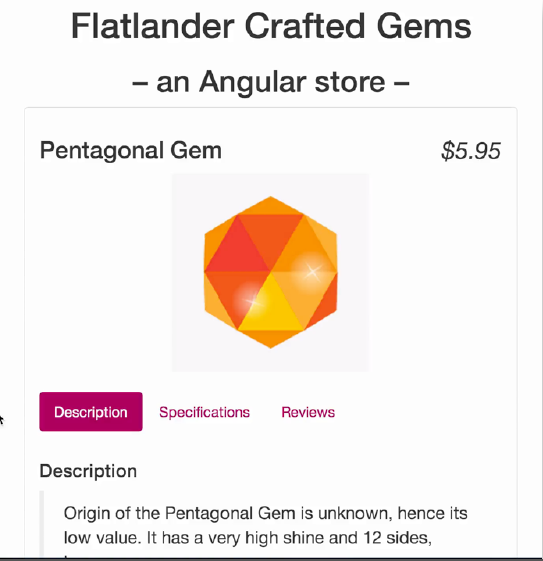 Flatlander Crafted Gems
– an Angular store –
Pentagonal Gem $5.95
Description Specifications Reviews
Description
Origin of the Pentagonal Gem is unknown, hence its
low value. It has a very high shine and 12 sides,